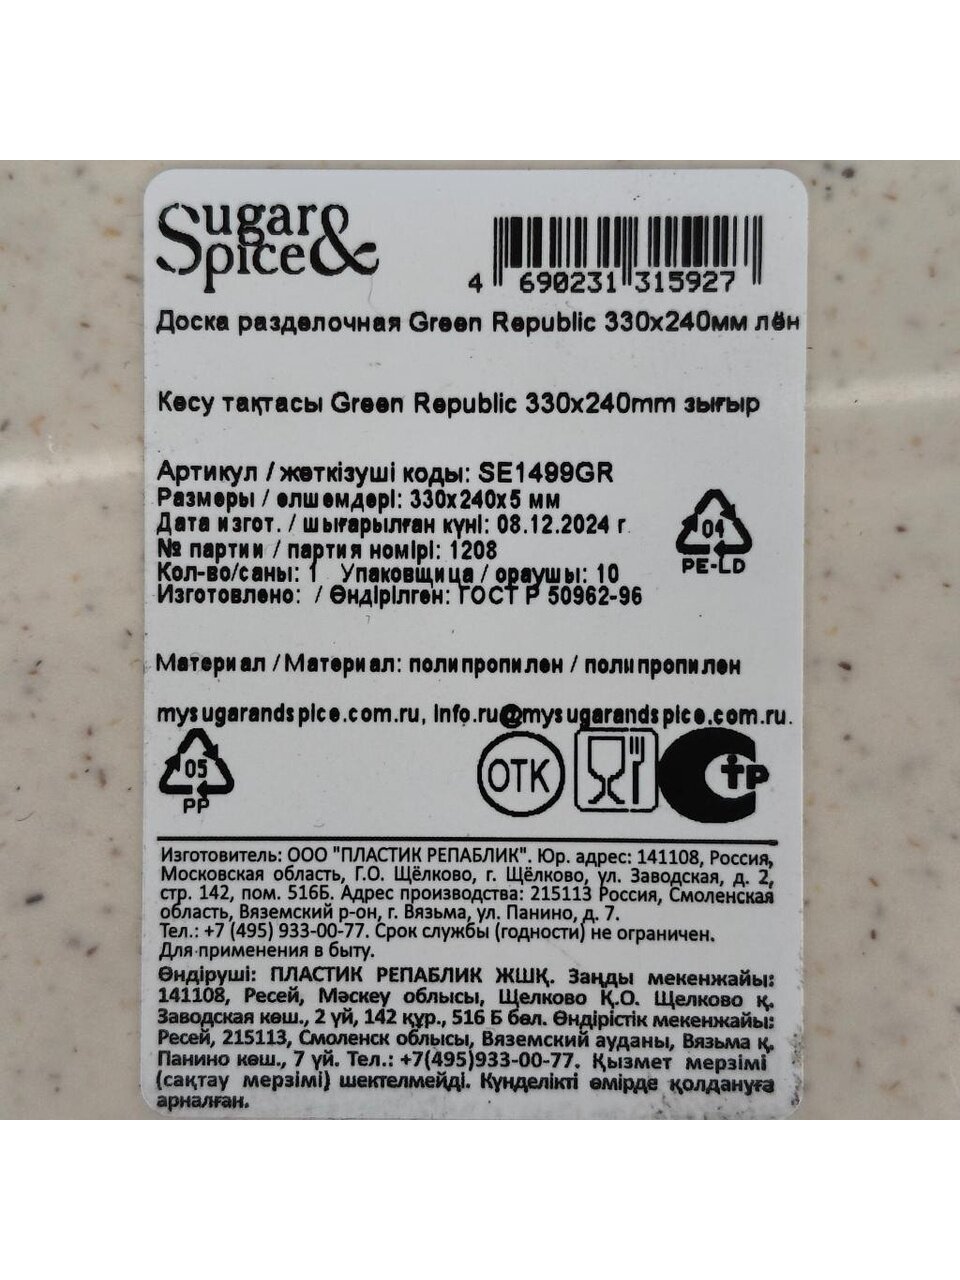 Sugar &
Spice
4 690231 315927
Доска разделочная Green Republic 330x240мм лён
Кесу тақтасы Green Republic 330x240mm зығыр
Артикул / жеткізуші коды: SE1499GR
Размеры / өлшемдері: 330x240x5 мм
Дата изгот. / шығарылған күні: 08.12.2024 г
№ партии / партия номірі: 1208
Кол-во/саны: 1 Упаковщица / ораушы: 10
Изготовлено: / Өндірілген: ГОСТ Р 50962-96
04
PE-LD
Материал / Материал: полипропилен / полипропилен
mysugarandspice.com.ru, info.ru@mysugarandspice.com.ru.
05
PP
ОТК
Изготовитель: ООО "ПЛАСТИК РЕПАБЛИК". Юр. адрес: 141108, Россия,
Московская область, Г.О. Щёлково, г. Щёлково, ул. Заводская, д. 2,
стр. 142, пом. 516Б. Адрес производства: 215113 Россия, Смоленская
область, Вяземский р-он, г. Вязьма, ул. Панино, д. 7.
Тел.: +7 (495) 933-00-77. Срок службы (годности) не ограничен.
Для применения в быту.
Өндіруші: ПЛАСТИК РЕПАБЛИК ЖШҚ. Заңды мекенжайы:
141108, Ресей, Мәскеу облысы, Щелково Қ.О. Щелково қ.
Заводская көш., 2 үй, 142 құр., 516 Б бөл. Өндірістік мекенжайы:
Ресей, 215113, Смоленск облысы, Вяземский ауданы, Вязьма қ.
Панино көш., 7 үй. Тел.: +7(495)933-00-77. Қызмет мерзімі
(сақтау мерзімі) шектелмейді. Күнделікті өмірде қолдануға
арналған.